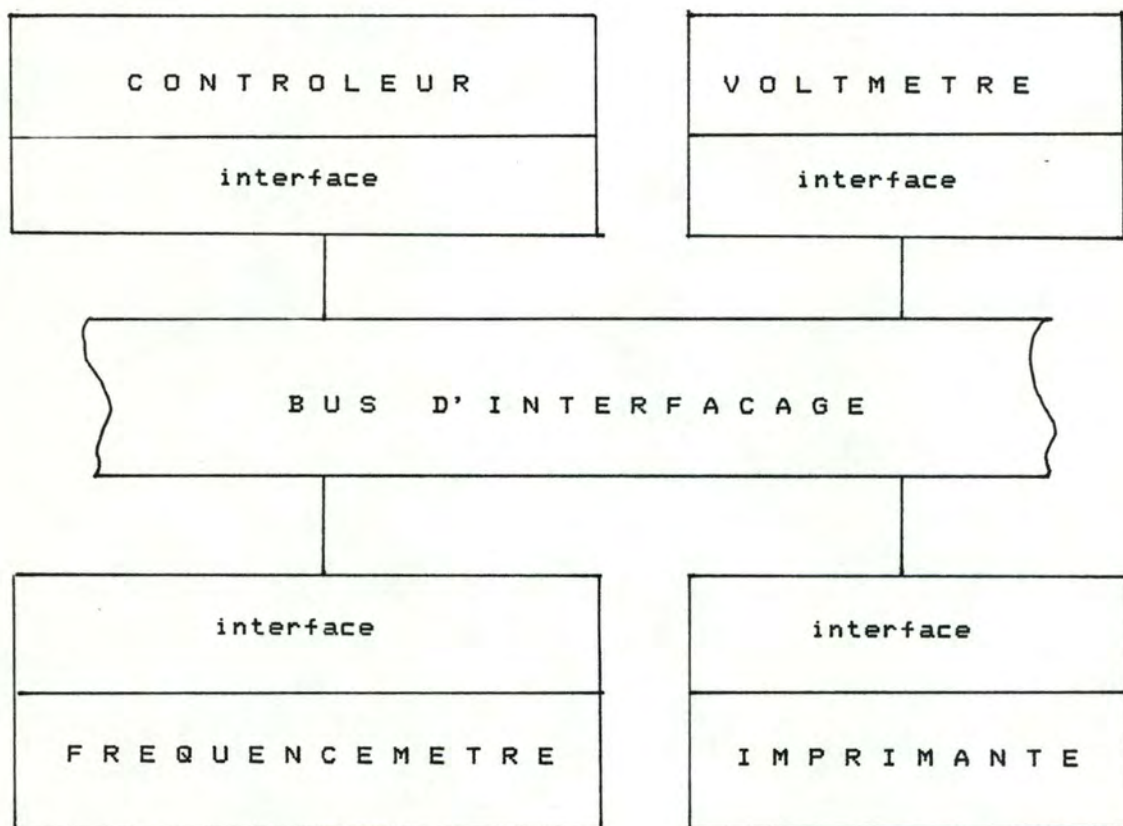 CONTROLEUR
VOLTMETRE
interface
interface
BUS D'INTERFACAGE
interface
interface
FREQUENCEMETRE
IMPRIMANTE